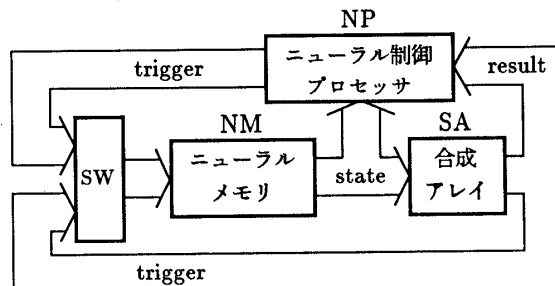 NP
ニューラル制御
プロセッサ
trigger
result
NM
SA
SW
ニューラル
メモリ
state
合成
アレイ
trigger